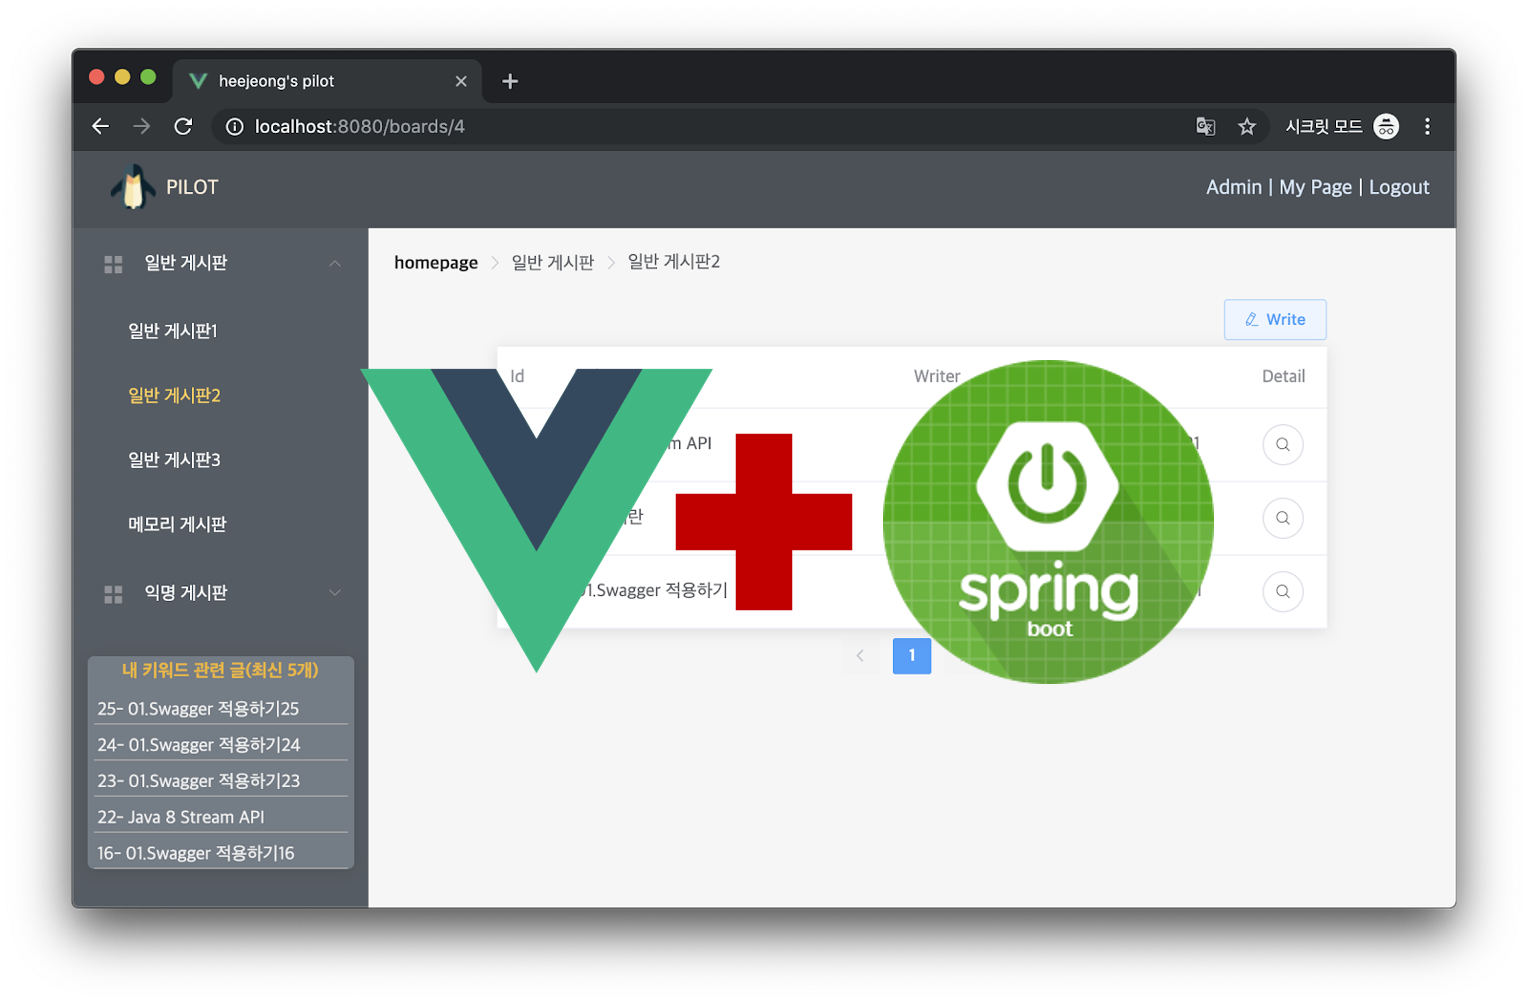 heejeong's pilot
localhost:8080/boards/4
시크릿 모드
PILOT
Admin | My Page | Logout
일반 게시판
일반 게시판1
일반 게시판2
일반 게시판3
메모리 게시판
익명 게시판
내 키워드 관련 글(최신 5개)
25- 01.Swagger 적용하기25
24- 01.Swagger 적용하기24
23- 01.Swagger 적용하기23
22- Java 8 Stream API
16- 01.Swagger 적용하기16
homepage > 일반 게시판 > 일반 게시판2
Write
Id Writer Detail
API
01.Swagger 적용하기
1
spring
boot